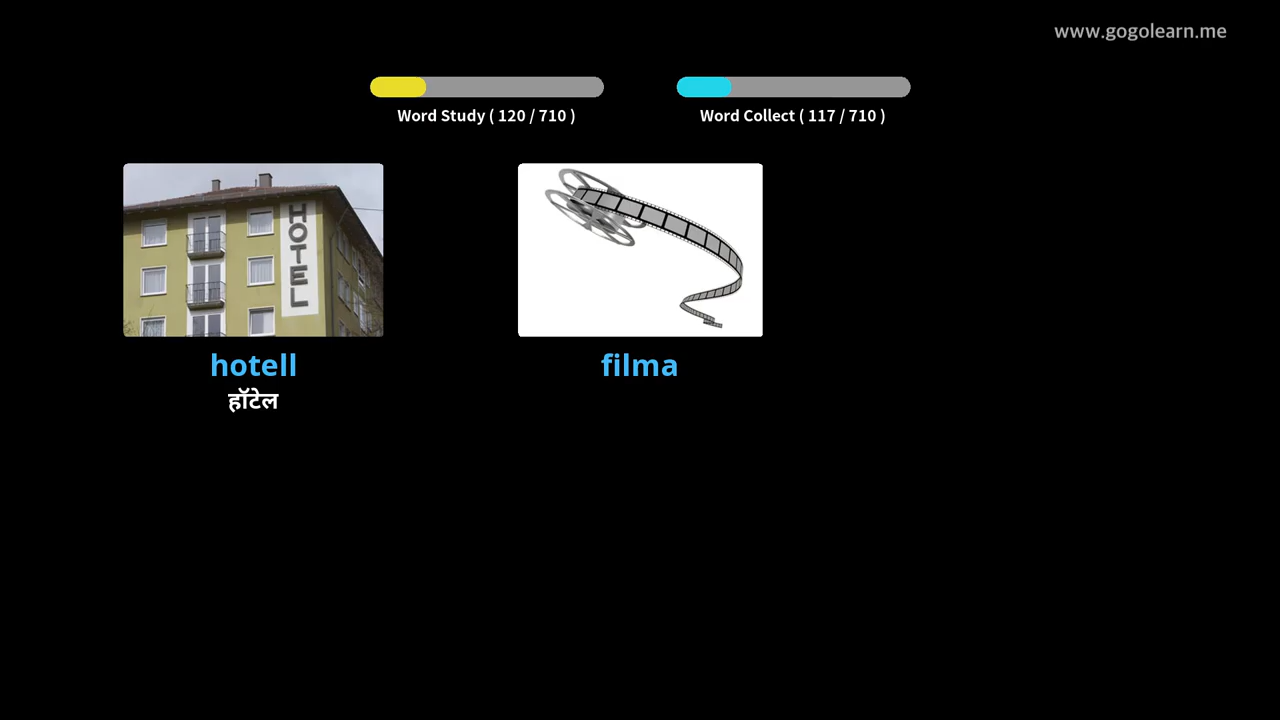 www.gogolearn.me
Word Study ( 120 / 710 )
Word Collect ( 117 / 710 )
HOTEL
hotell
filma
हॉटेल